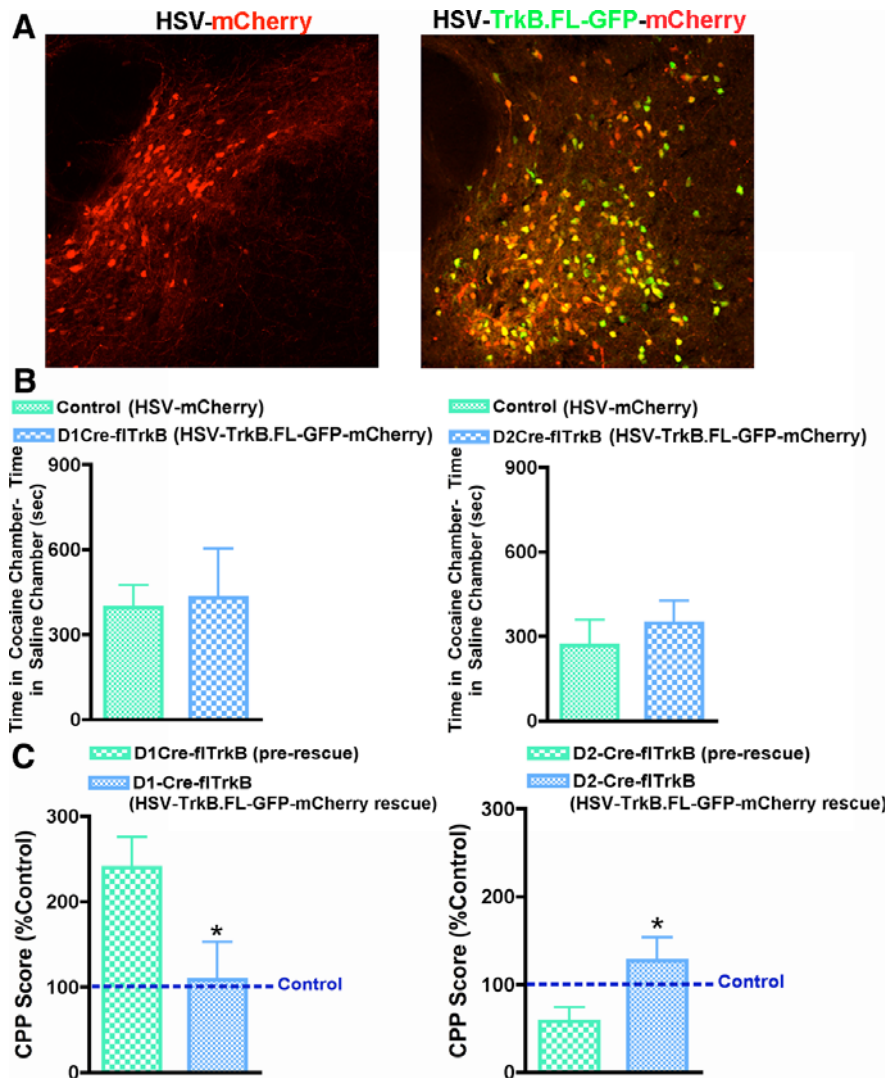 A
HSV-mCherry
HSV-TrkB.FL-GFP-mCherry
B
Control (HSV-mCherry)
D1Cre-flTrkB (HSV-TrkB.FL-GFP-mCherry)
Time in Cocaine Chamber- Time
in Saline Chamber (sec)
900
600
300
0
Control (HSV-mCherry)
D2Cre-flTrkB (HSV-TrkB.FL-GFP-mCherry)
Time in Cocaine Chamber- Time
in Saline Chamber (sec)
900
600
300
0
C
D1Cre-flTrkB (pre-rescue)
D1-Cre-flTrkB
(HSV-TrkB.FL-GFP-mCherry rescue)
CPP Score (%Control)
300
200
100
0
*
Control
D2-Cre-flTrkB (pre-rescue)
D2-Cre-flTrkB
(HSV-TrkB.FL-GFP-mCherry rescue)
CPP Score (%Control)
300
200
100
0
*
Control